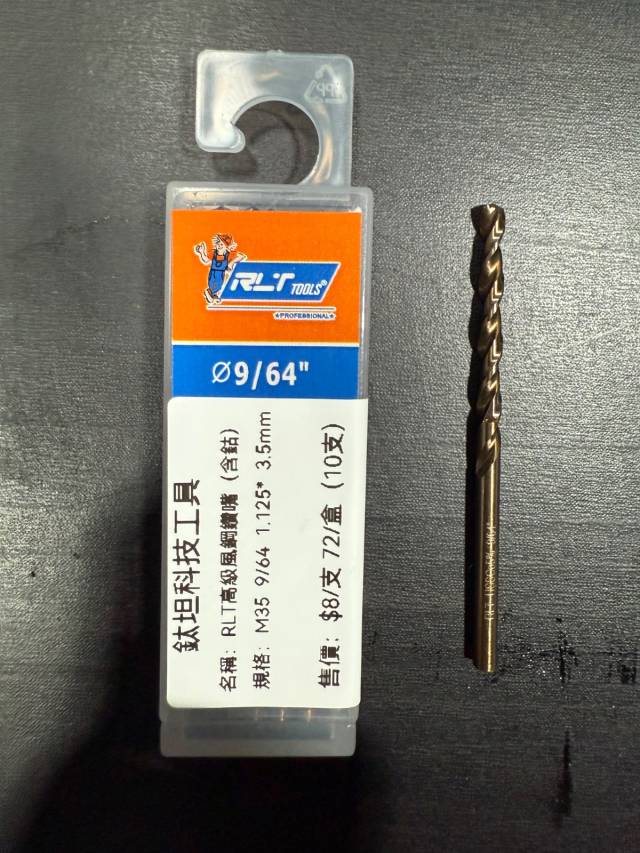 RLT TOOLS®
★PROFESSIONAL★
Ø9/64"
鈦坦科技工具
名稱: RLT高級風鋼鑽嘴 (含鈷)
規格: M35 9/64 1.125* 3.5mm
售價: $8/支 72/盒 (10支)
RLT